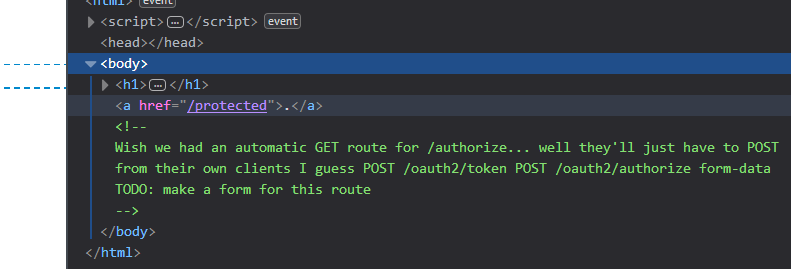 <html> event
<script> … </script> event
<head></head>
<body>
<h1> … </h1>
<a href="/protected">.</a>
<!--
Wish we had an automatic GET route for /authorize... well they'll just have to POST
from their own clients I guess POST /oauth2/token POST /oauth2/authorize form-data
TODO: make a form for this route
-->
</body>
</html>